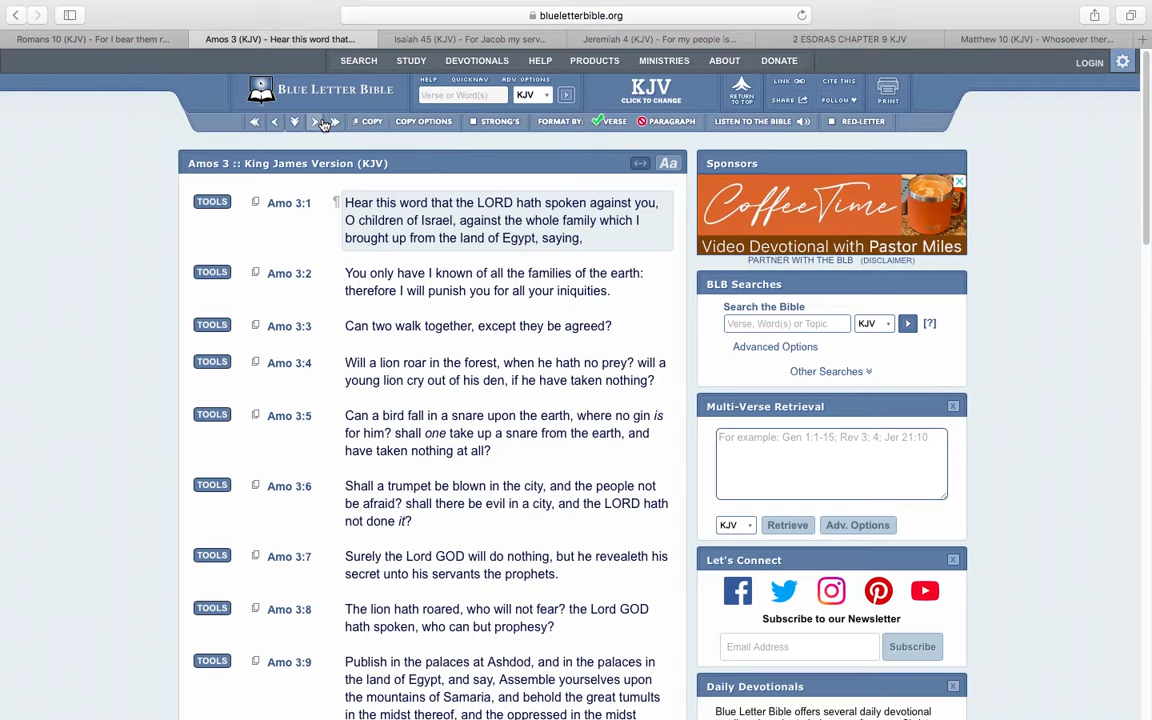 blueletterbible.org
Romans 10 (KJV) - For I bear them r...
Amos 3 (KJV) - Hear this word that...
Isaiah 45 (KJV) - For Jacob my serv...
Jeremiah 4 (KJV) - For my people is...
2 ESDRAS CHAPTER 9 KJV
Matthew 10 (KJV) - Whosoever ther...
SEARCH STUDY DEVOTIONALS HELP PRODUCTS MINISTRIES ABOUT DONATE
LOGIN
BLUE LETTER BIBLE
HELP QUICKNAV ADV. OPTIONS
Verse or Word(s) KJV
KJV
CLICK TO CHANGE
RETURN
TO TOP
LINK CITE THIS
SHARE FOLLOW
PRINT
COPY COPY OPTIONS STRONG'S FORMAT BY: VERSE PARAGRAPH LISTEN TO THE BIBLE RED-LETTER
Amos 3 :: King James Version (KJV)
Aa
TOOLS Amo 3:1 ¶ Hear this word that the LORD hath spoken against you,
O children of Israel, against the whole family which I
brought up from the land of Egypt, saying,
TOOLS Amo 3:2 You only have I known of all the families of the earth:
therefore I will punish you for all your iniquities.
TOOLS Amo 3:3 Can two walk together, except they be agreed?
TOOLS Amo 3:4 Will a lion roar in the forest, when he hath no prey? will a
young lion cry out of his den, if he have taken nothing?
TOOLS Amo 3:5 Can a bird fall in a snare upon the earth, where no gin is
for him? shall one take up a snare from the earth, and
have taken nothing at all?
TOOLS Amo 3:6 Shall a trumpet be blown in the city, and the people not
be afraid? shall there be evil in a city, and the LORD hath
not done it?
TOOLS Amo 3:7 Surely the Lord GOD will do nothing, but he revealeth his
secret unto his servants the prophets.
TOOLS Amo 3:8 The lion hath roared, who will not fear? the Lord GOD
hath spoken, who can but prophesy?
TOOLS Amo 3:9 Publish in the palaces at Ashdod, and in the palaces in
the land of Egypt, and say, Assemble yourselves upon
the mountains of Samaria, and behold the great tumults
in the midst thereof, and the oppressed in the midst
Sponsors
Coffee Time
Video Devotional with Pastor Miles
PARTNER WITH THE BLB (DISCLAIMER)
BLB Searches
Search the Bible
Verse, Word(s) or Topic KJV [?]
Advanced Options
Other Searches
Multi-Verse Retrieval
For example: Gen 1:1-15; Rev 3; 4; Jer 21:10
KJV Retrieve Adv. Options
Let's Connect
Subscribe to our Newsletter
Email Address Subscribe
Daily Devotionals
Blue Letter Bible offers several daily devotional